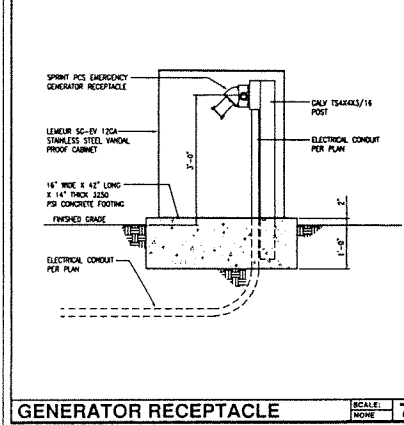 SPRINT PCS EMERGENCY
GENERATOR RECEPTACLE
GALV TS4X4X3/16
POST
LEMEUR SC-EV 12GA
STAINLESS STEEL VANDAL
PROOF CABINET
ELECTRICAL CONDUIT
PER PLAN
3'-0"
16" WIDE X 42" LONG
X 14" THICK 3250
PSI CONCRETE FOOTING
FINISHED GRADE
2"
1'-0"
ELECTRICAL CONDUIT
PER PLAN
GENERATOR RECEPTACLE
SCALE:
NONE
7